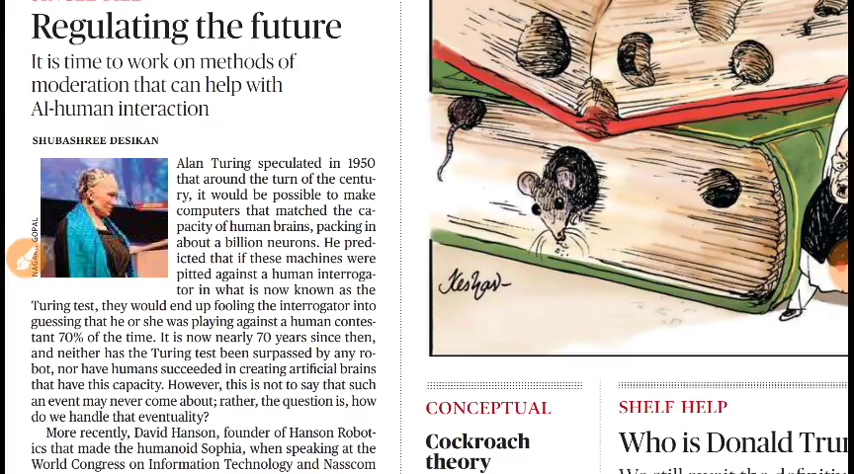 Regulating the future
It is time to work on methods of
moderation that can help with
AI-human interaction
SHUBASHREE DESIKAN
Alan Turing speculated in 1950
that around the turn of the centu-
ry, it would be possible to make
computers that matched the ca-
pacity of human brains, packing in
about a billion neurons. He pred-
icted that if these machines were
pitted against a human interroga-
tor in what is now known as the
Turing test, they would end up fooling the interrogator into
guessing that he or she was playing against a human contes-
tant 70% of the time. It is now nearly 70 years since then,
and neither has the Turing test been surpassed by any ro-
bot, nor have humans succeeded in creating artificial brains
that have this capacity. However, this is not to say that such
an event may never come about; rather, the question is, how
do we handle that eventuality?
More recently, David Hanson, founder of Hanson Robot-
ics that made the humanoid Sophia, when speaking at the
World Congress on Information Technology and Nasscom
GOPAL
Keshav
CONCEPTUAL
Cockroach
theory
SHELF HELP
Who is Donald Tru
We still await the definitiv